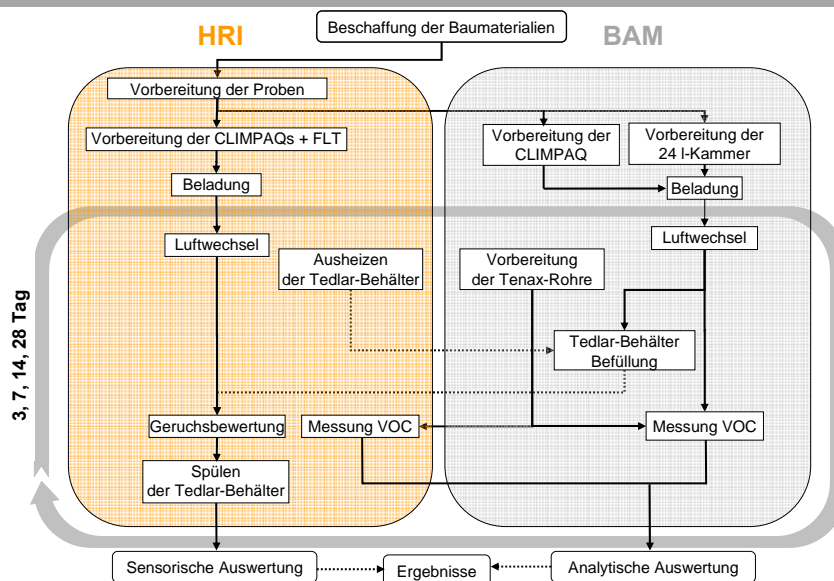 Beschaffung der Baumaterialien
HRI
BAM
Vorbereitung der Proben
Vorbereitung der CLIMPAQs + FLT
Vorbereitung der
CLIMPAQ
Vorbereitung der
24 l-Kammer
Beladung
Beladung
Luftwechsel
Luftwechsel
Ausheizen
der Tedlar-Behälter
Vorbereitung
der Tenax-Rohre
3, 7, 14, 28 Tag
Tedlar-Behälter
Befüllung
Geruchsbewertung
Messung VOC
Messung VOC
Spülen
der Tedlar-Behälter
Sensorische Auswertung
Ergebnisse
Analytische Auswertung